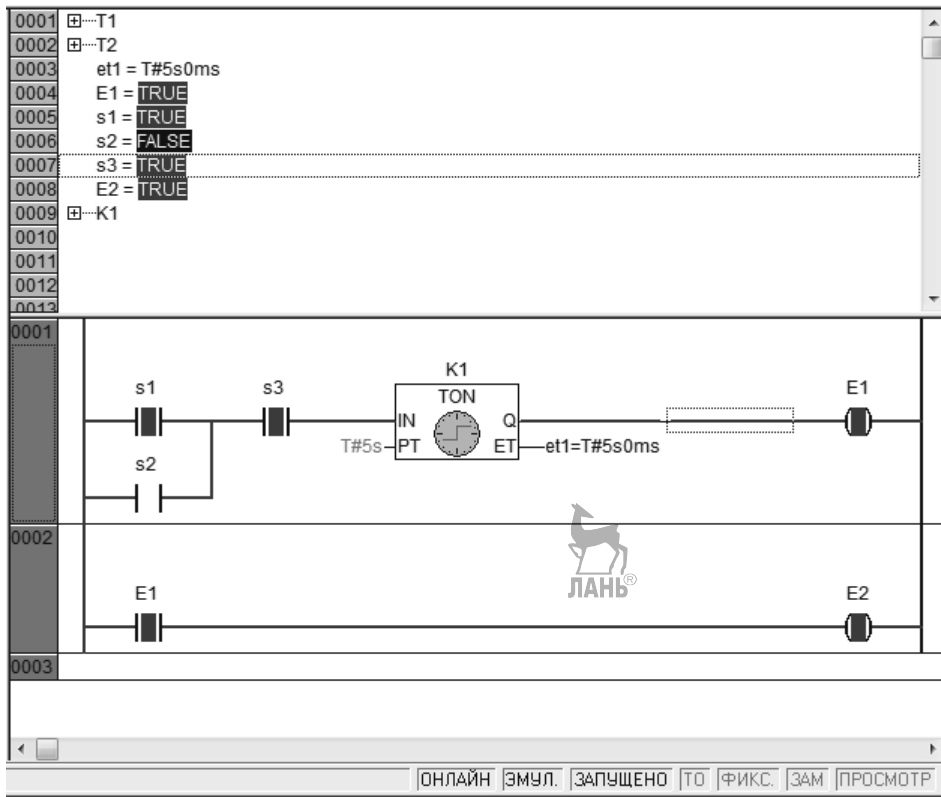 0001 T1
0002 T2
0003 et1 = T#5s0ms
0004 E1 = TRUE
0005 s1 = TRUE
0006 s2 = FALSE
0007 s3 = TRUE
0008 E2 = TRUE
0009 K1
0010
0011
0012
0013
0001
K1
s1 s3 TON E1
IN Q
T#5s PT ET et1=T#5s0ms
s2
0002
ЛАНЬ®
E1 E2
0003
ОНЛАЙН ЭМУЛ. ЗАПУЩЕНО TO ФИКС. ЗАМ ПРОСМОТР